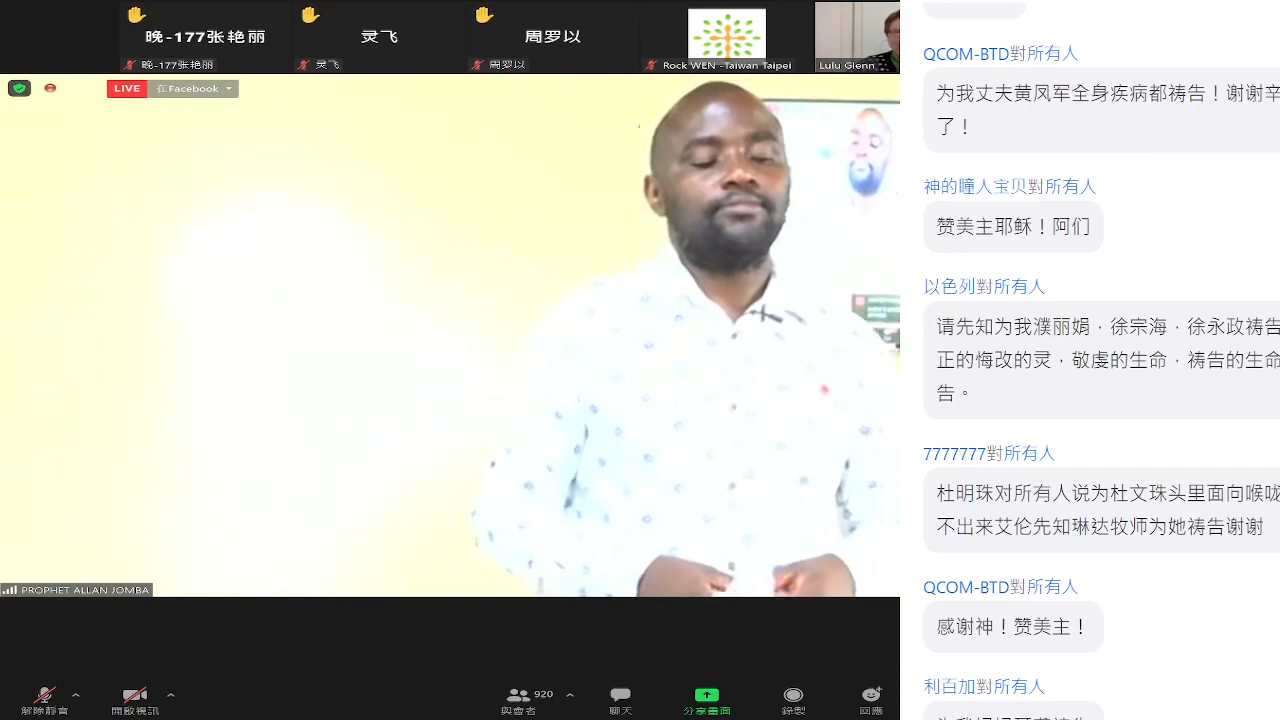 晚-177张艳丽
灵飞
周罗以
晚-177张艳丽
灵飞
周罗以
Rock WEN -Taiwan Taipei
Lulu Glenn
LIVE
在Facebook
PROPHET ALLAN JOMBA
解除靜音
開啟視訊
920
與會者
聊天
分享畫面
錄製
回應
QCOM-BTD對所有人
为我丈夫黄凤军全身疾病都祷告！谢谢辛
了！
神的瞳人宝贝對所有人
赞美主耶稣！阿们
以色列對所有人
请先知为我濮丽娟，徐宗海，徐永政祷告
正的悔改的灵，敬虔的生命，祷告的生命
告。
7777777對所有人
杜明珠对所有人说为杜文珠头里面向喉咙
不出来艾伦先知琳达牧师为她祷告谢谢
QCOM-BTD對所有人
感谢神！赞美主！
利百加對所有人